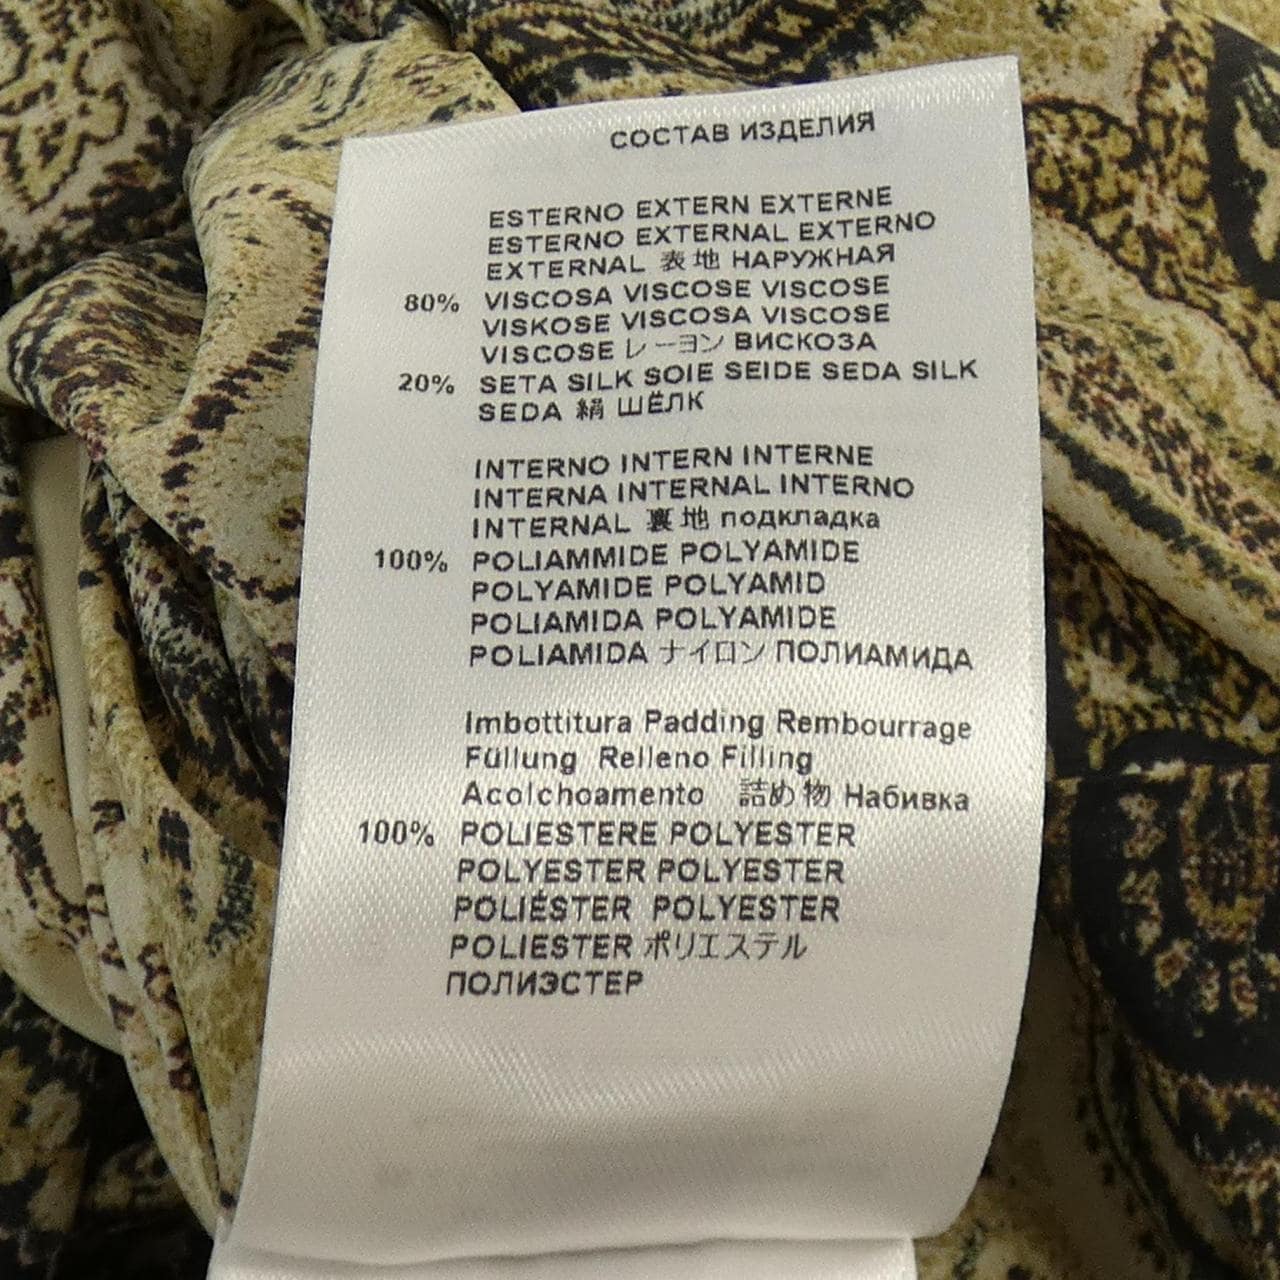 СОСТАВ ИЗДЕЛИЯ
ESTERNO EXTERN EXTERNE
ESTERNO EXTERNAL EXTERNO
EXTERNAL 表地 НАРУЖНАЯ
80% VISCOSA VISCOSE VISCOSE
VISKOSE VISCOSA VISCOSE
VISCOSE レーヨン ВИСКОЗА
20% SETA SILK SOIE SEIDE SEDA SILK
SEDA 絹 ШЁЛК
INTERNO INTERN INTERNE
INTERNA INTERNAL INTERNO
INTERNAL 裏地 подкладка
100% POLIAMMIDE POLYAMIDE
POLYAMIDE POLYAMID
POLIAMIDA POLYAMIDE
POLIAMIDA ナイロン ПОЛИАМИДА
Imbottitura Padding Rembourrage
Füllung Relleno Filling
Acolchoamento 詰め物 Набивка
100% POLIESTERE POLYESTER
POLYESTER POLYESTER
POLIÉSTER POLYESTER
POLIESTER ポリエステル
ПОЛИЭСТЕР